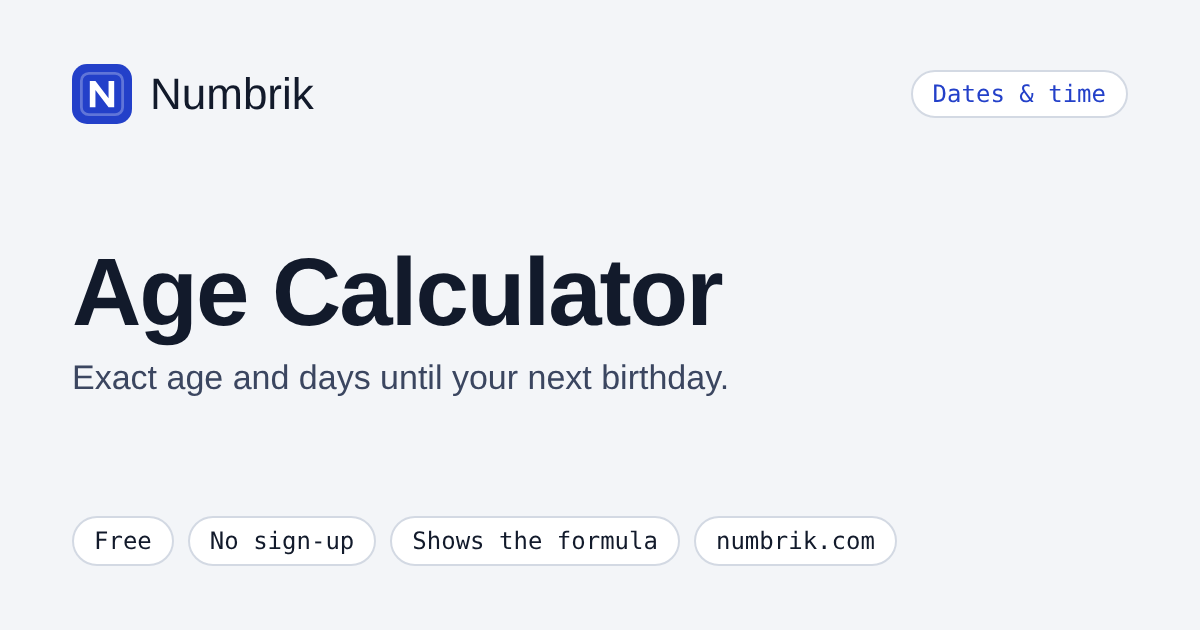 N Numbrik
Dates & time
Age Calculator
Exact age and days until your next birthday.
Free
No sign-up
Shows the formula
numbrik.com